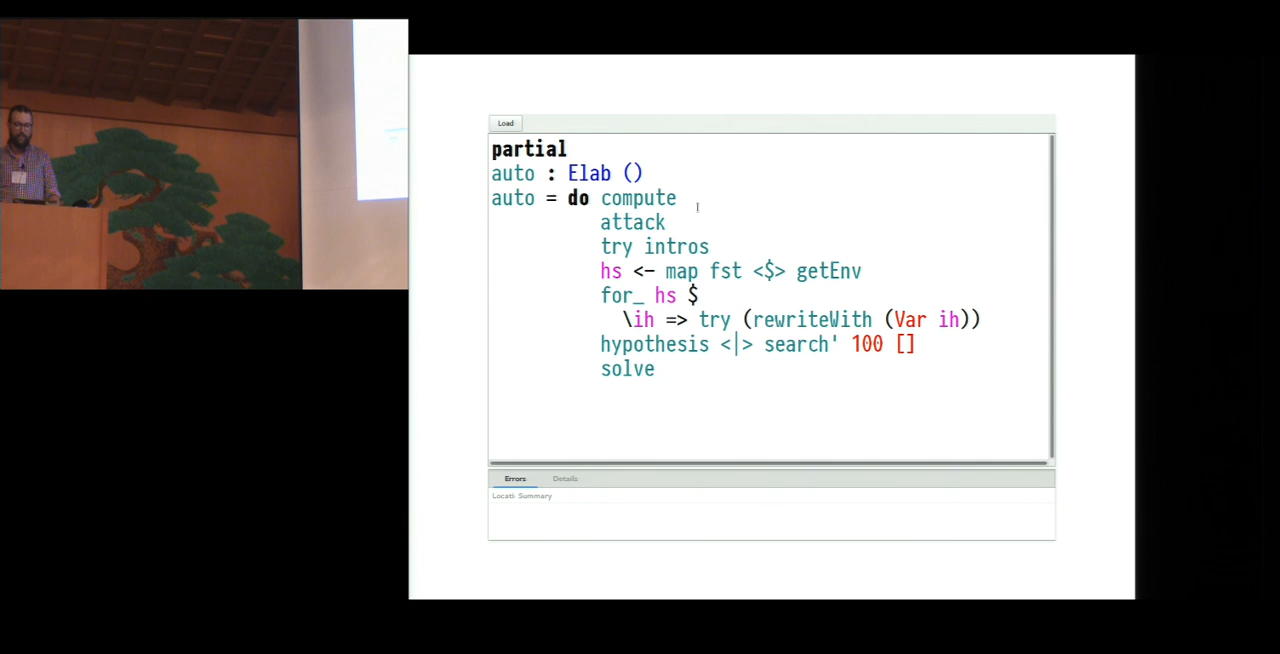 Load
partial
auto : Elab ()
auto = do compute
attack
try intros
hs <- map fst <$> getEnv
for_ hs $
\ih => try (rewriteWith (Var ih))
hypothesis <|> search' 100 []
solve
Errors Details
Locati Summary